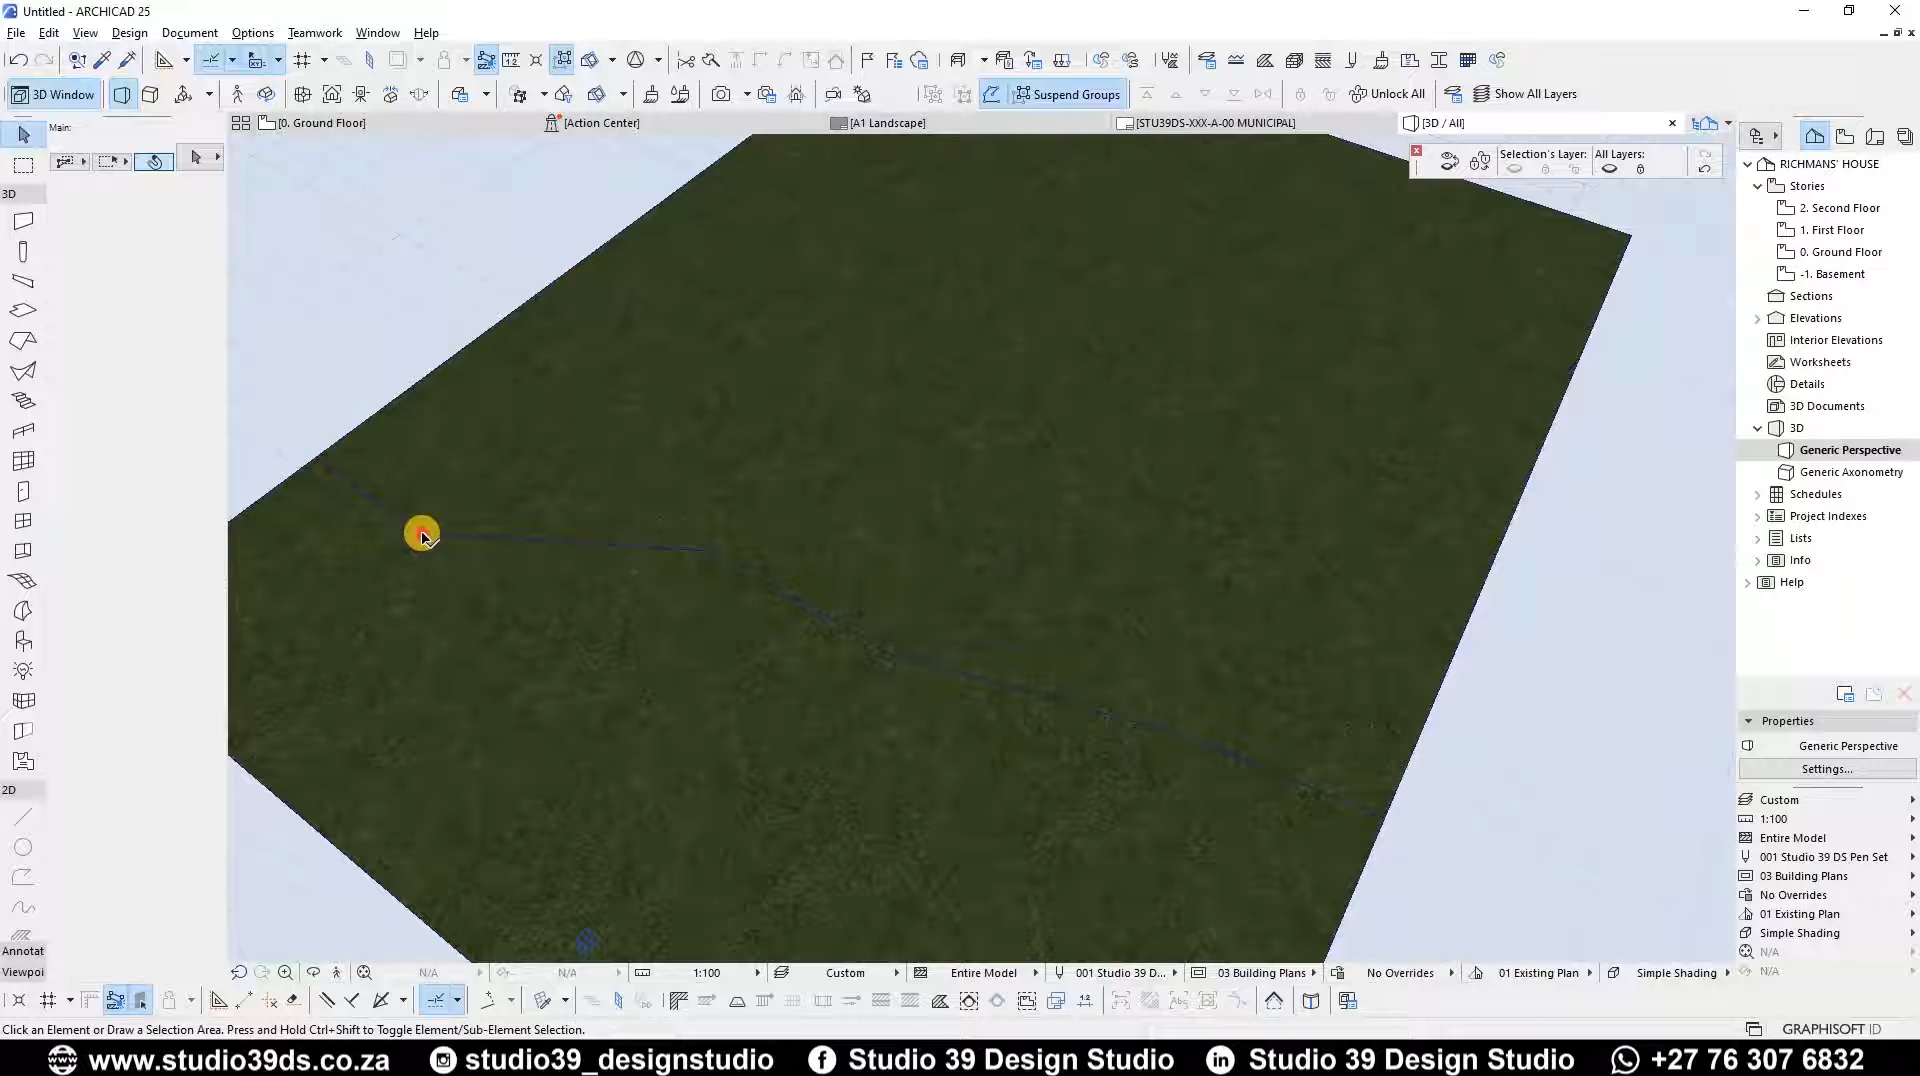 Untitled - ARCHICAD 25
File Edit View Design Document Options Teamwork Window Help
3D Window
Suspend Groups
Unlock All
Show All Layers
Main:
[0. Ground Floor]
[Action Center]
[A1 Landscape]
[STU39DS-XXX-A-00 MUNICIPAL]
[3D / All]
Selection's Layer:
All Layers:
3D
2D
Annotat
Viewpoi
RICHMANS' HOUSE
Stories
2. Second Floor
1. First Floor
0. Ground Floor
-1. Basement
Sections
Elevations
Interior Elevations
Worksheets
Details
3D Documents
3D
Generic Perspective
Generic Axonometry
Schedules
Project Indexes
Lists
Info
Help
Properties
Generic Perspective
Settings...
Custom
1:100
Entire Model
001 Studio 39 DS Pen Set
03 Building Plans
No Overrides
01 Existing Plan
Simple Shading
N/A
N/A
N/A
N/A
1:100
Custom
Entire Model
001 Studio 39 D...
03 Building Plans
No Overrides
01 Existing Plan
Simple Shading
Click an Element or Draw a Selection Area. Press and Hold Ctrl+Shift to Toggle Element/Sub-Element Selection.
GRAPHISOFT ID
www.studio39ds.co.za
studio39_designstudio
Studio 39 Design Studio
Studio 39 Design Studio
+27 76 307 6832